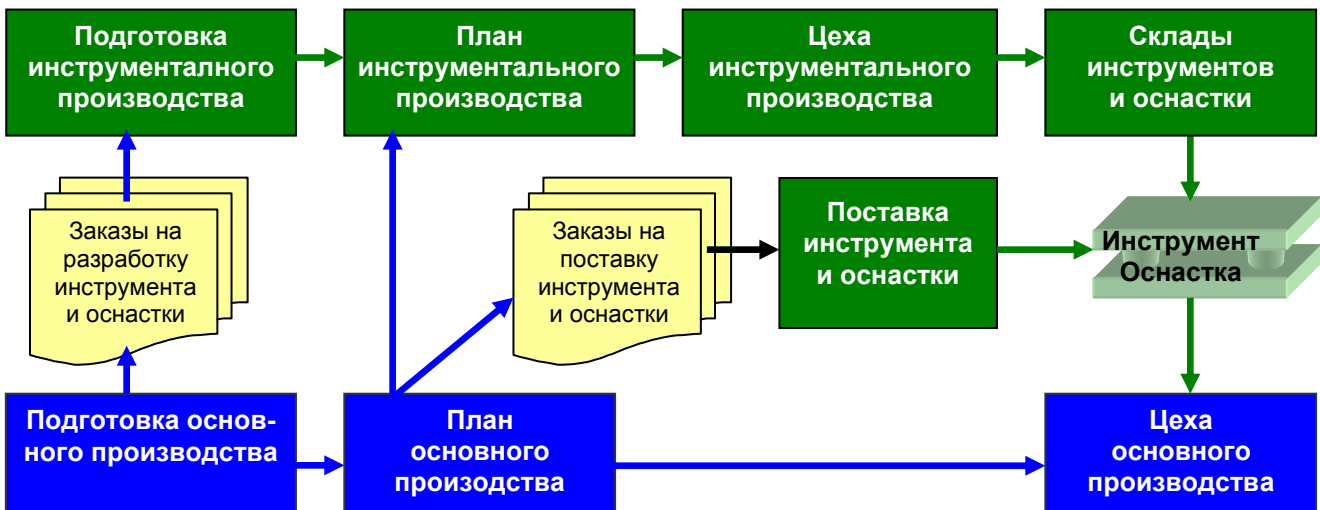 Подготовка
инструменталного
производства
План
инструментального
производства
Цеха
инструментального
производства
Склады
инструментов
и оснастки
Заказы на
разработку
инструмента
и оснастки
Заказы на
поставку
инструмента
и оснастки
Поставка
инструмента
и оснастки
Инструмент
Оснастка
Подготовка основ-
ного производства
План
основного
произодства
Цеха
основного
производства